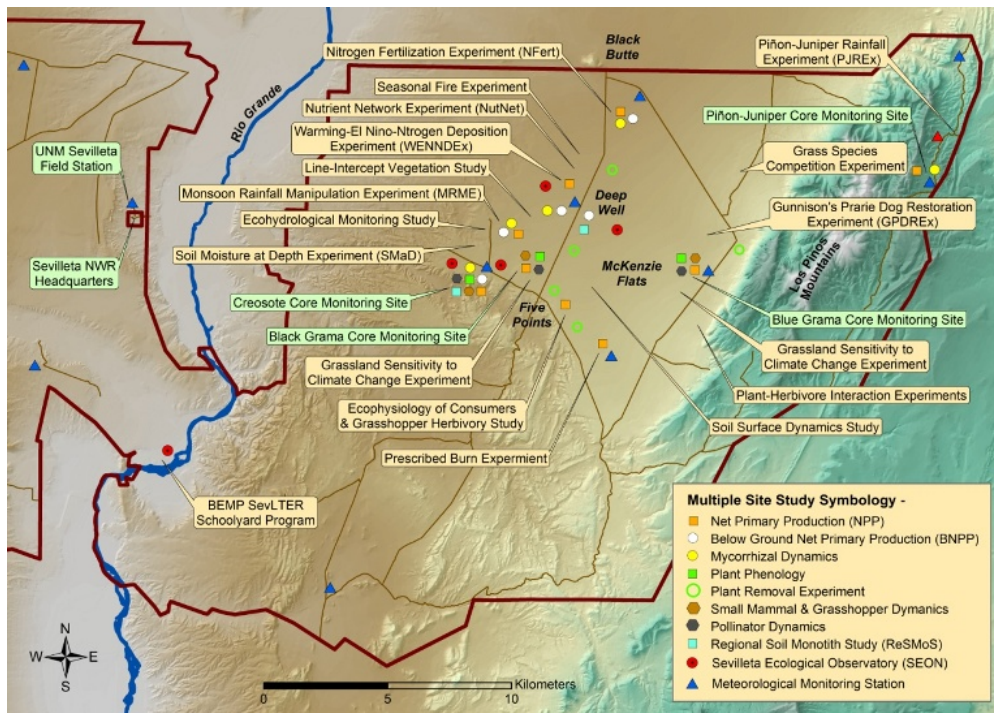 Nitrogen Fertilization Experiment (NFert)
Black
Butte
Piñon-Juniper Rainfall
Experiment (PJREx)
Seasonal Fire Experiment
Nutrient Network Experiment (NutNet)
Piñon-Juniper Core Monitoring Site
Rio Grande
Warming-El Nino-Nitrogen Deposition
Experiment (WENNDEx)
UNM Sevilleta
Field Station
Grass Species
Competition Experiment
Line-Intercept Vegetation Study
Monsoon Rainfall Manipulation Experiment (MRME)
Deep
Well
Gunnison's Prarie Dog Restoration
Experiment (GPDREx)
Ecohydrological Monitoring Study
Soil Moisture at Depth Experiment (SMaD)
Los Pinos
Mountains
Sevilleta NWR
Headquarters
McKenzie
Flats
Creosote Core Monitoring Site
Five
Points
Blue Grama Core Monitoring Site
Black Grama Core Monitoring Site
Grassland Sensitivity to
Climate Change Experiment
Grassland Sensitivity to
Climate Change Experiment
Plant-Herbivore Interaction Experiments
Ecophysiology of Consumers
& Grasshopper Herbivory Study
Soil Surface Dynamics Study
Prescribed Burn Expermient
BEMP SevLTER
Schoolyard Program
Multiple Site Study Symbology -
Net Primary Production (NPP)
Below Ground Net Primary Production (BNPP)
Mycorrhizal Dynamics
Plant Phenology
Plant Removal Experiment
Small Mammal & Grasshopper Dymanics
Pollinator Dynamics
Regional Soil Monotith Study (ReSMoS)
Sevilleta Ecological Observatory (SEON)
Meteorological Monitoring Station
N
W E
S
Kilometers
0 5 10